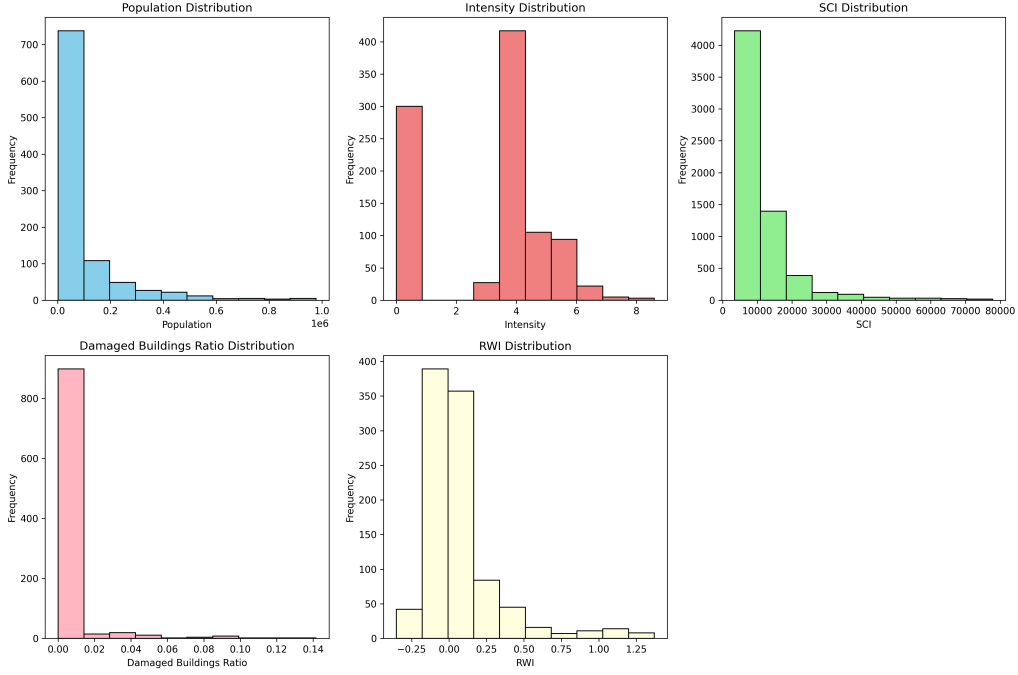 Population Distribution
700
600
500
400
300
200
100
0
Frequency
0.0 0.2 0.4 0.6 0.8 1.0
1e6
Population
Intensity Distribution
400
350
300
250
200
150
100
50
0
Frequency
0 2 4 6 8
Intensity
SCI Distribution
4000
3500
3000
2500
2000
1500
1000
500
0
Frequency
0 10000 20000 30000 40000 50000 60000 70000 80000
SCI
Damaged Buildings Ratio Distribution
800
600
400
200
0
Frequency
0.00 0.02 0.04 0.06 0.08 0.10 0.12 0.14
Damaged Buildings Ratio
RWI Distribution
400
350
300
250
200
150
100
50
0
Frequency
−0.25 0.00 0.25 0.50 0.75 1.00 1.25
RWI